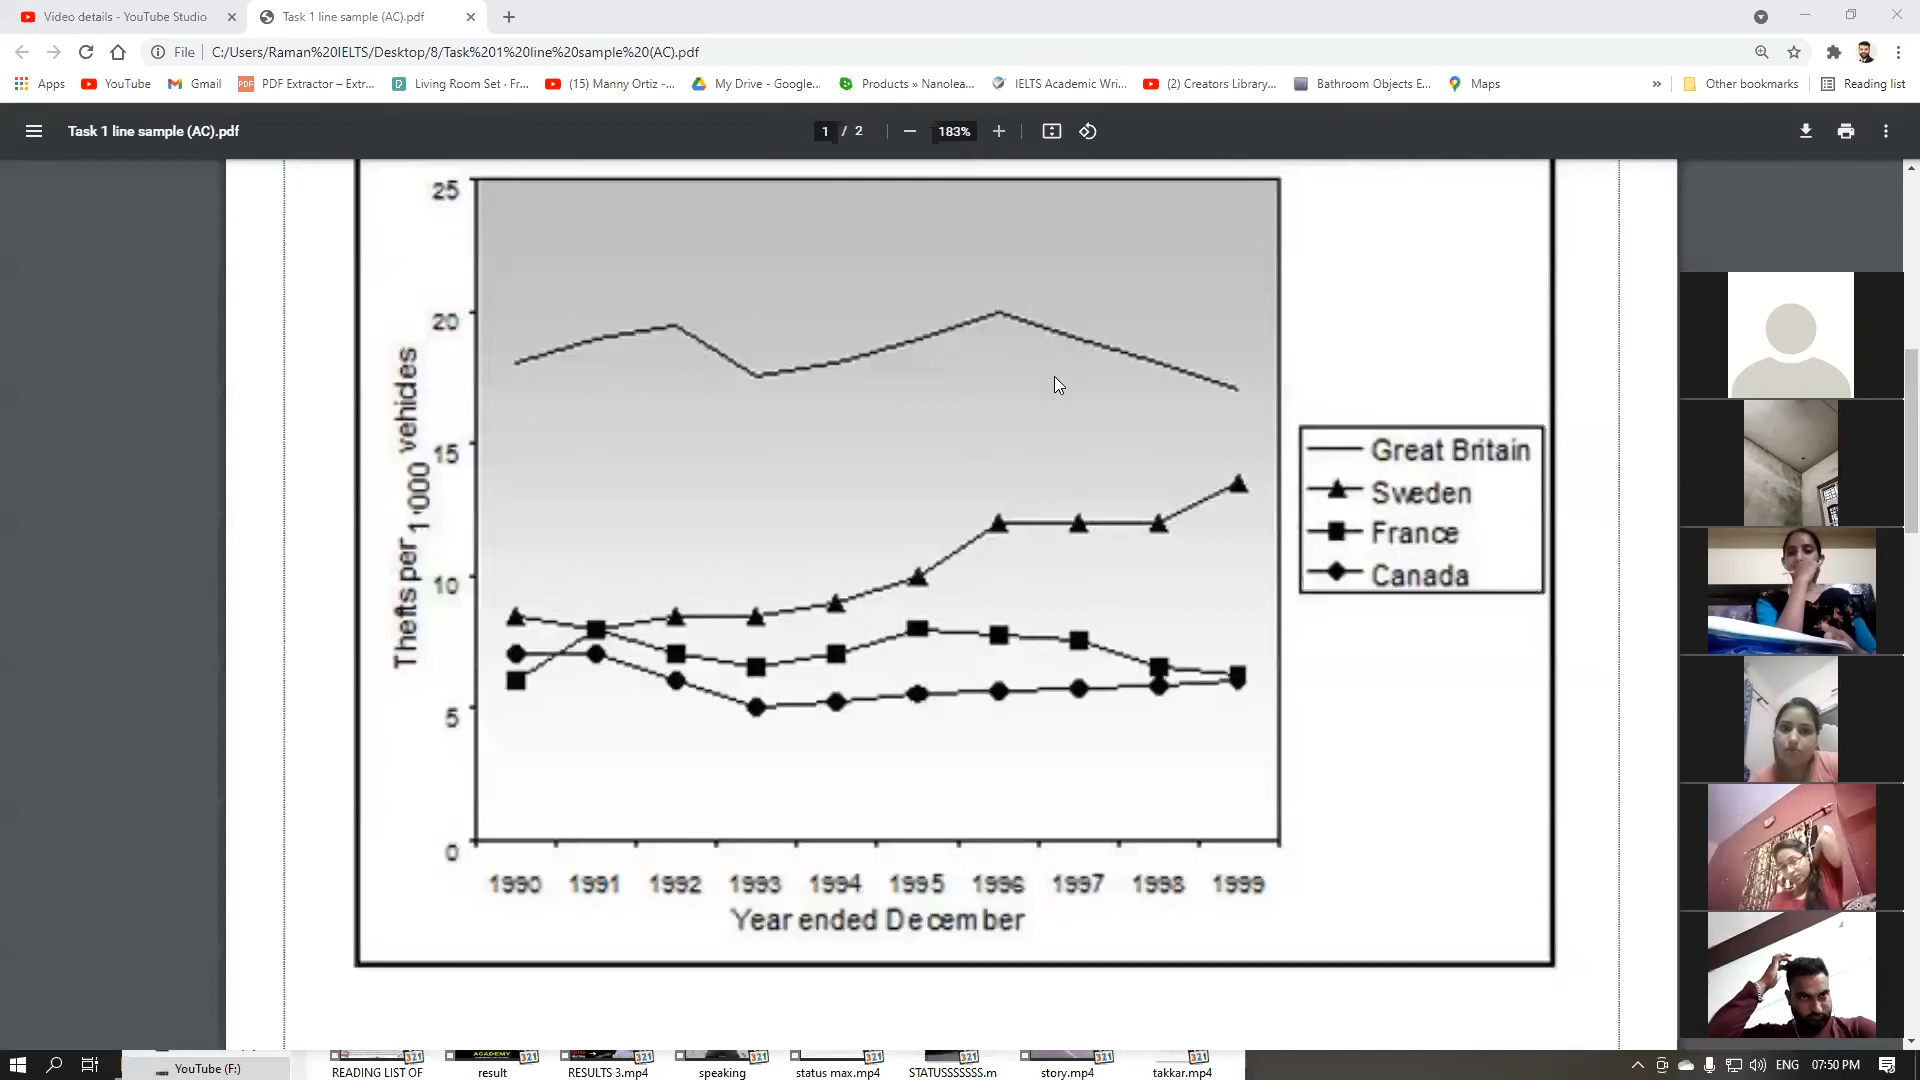 Video details - YouTube Studio
Task 1 line sample (AC).pdf
File
C:/Users/Raman%20IELTS/Desktop/8/Task%201%20line%20sample%20(AC).pdf
Apps
YouTube
Gmail
PDF Extractor – Extr...
Living Room Set · Fr...
(15) Manny Ortiz -...
My Drive - Google...
Products » Nanolea...
IELTS Academic Wri...
(2) Creators Library...
Bathroom Objects E...
Maps
»
Other bookmarks
Reading list
Task 1 line sample (AC).pdf
1 / 2
183%
25
20
15
10
5
0
Thefts per 1'000 vehicles
1990 1991 1992 1993 1994 1995 1996 1997 1998 1999
Year ended December
Great Britain
Sweden
France
Canada
YouTube (F:)
READING LIST OF
result
RESULTS 3.mp4
speaking
status max.mp4
STATUSSSSSSS.m
story.mp4
takkar.mp4
ENG
07:50 PM